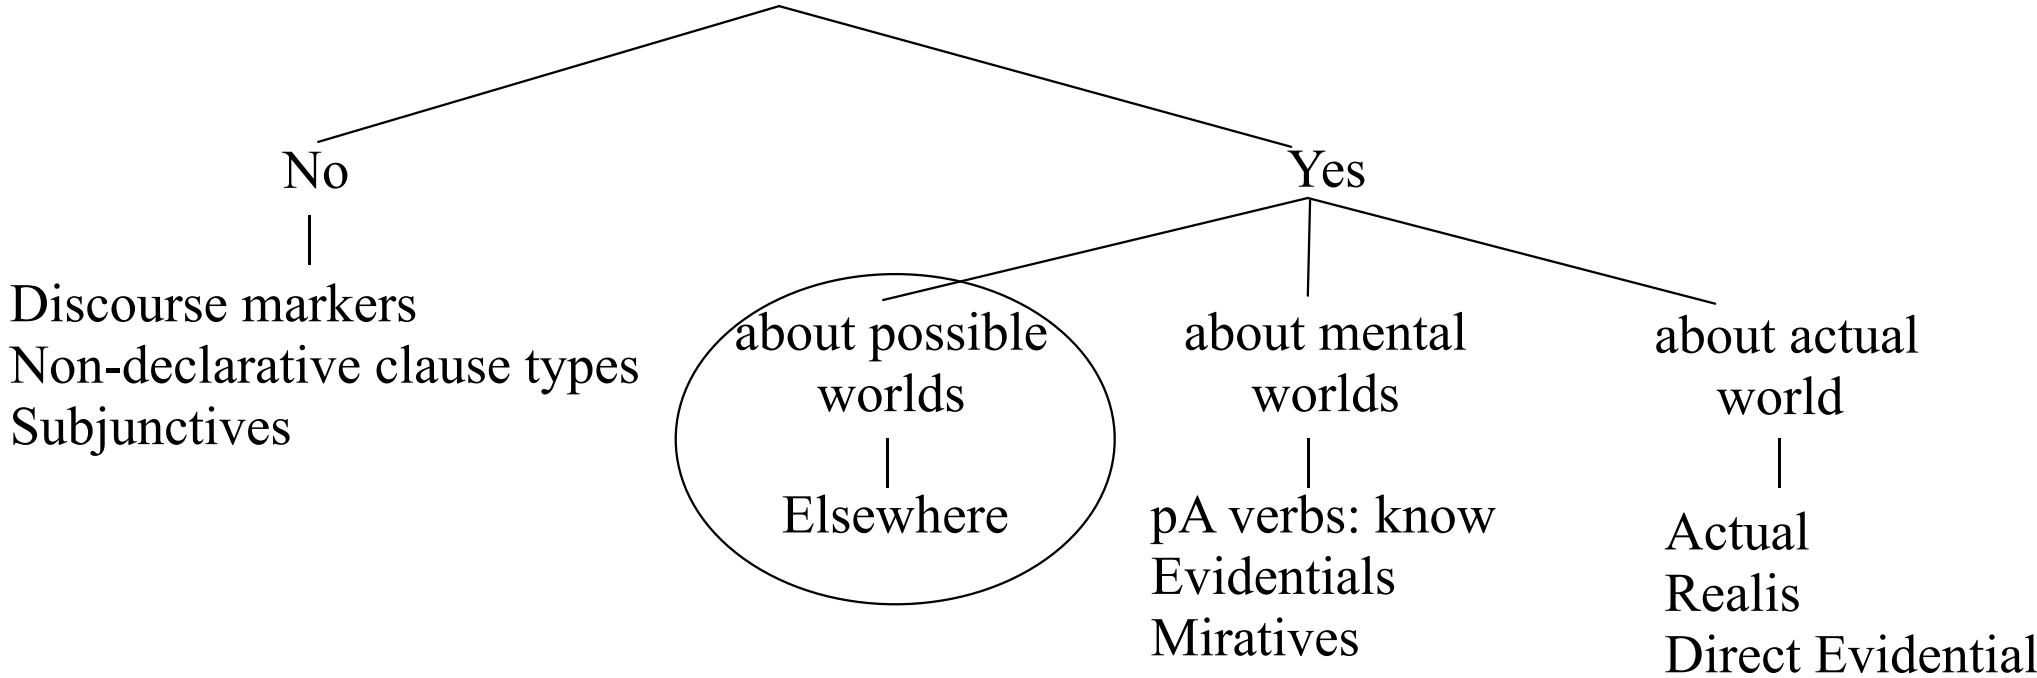 No
Yes
Discourse markers
Non-declarative clause types
Subjunctives
about possible
worlds
Elsewhere
about mental
worlds
pA verbs: know
Evidentials
Miratives
about actual
world
Actual
Realis
Direct Evidential